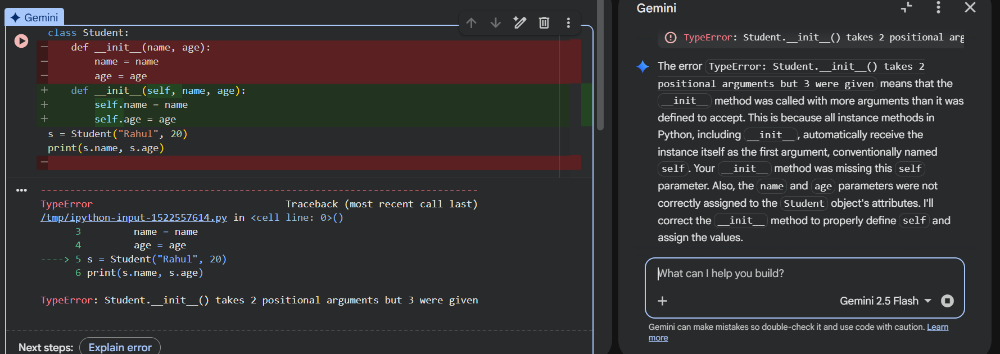 Gemini
class Student:
-    def __init__(name, age):
-        name = name
-        age = age
+    def __init__(self, name, age):
+        self.name = name
+        self.age = age
s = Student("Rahul", 20)
print(s.name, s.age)
-
---------------------------------------------------------------------------
TypeError                                 Traceback (most recent call last)
/tmp/ipython-input-1522557614.py in <cell line: 0>()
      3         name = name
      4         age = age
----> 5 s = Student("Rahul", 20)
      6 print(s.name, s.age)
TypeError: Student.__init__() takes 2 positional arguments but 3 were given
Next steps: Explain error
Gemini
TypeError: Student.__init__() takes 2 positional arg
The error TypeError: Student.__init__() takes 2
positional arguments but 3 were given means that the
__init__ method was called with more arguments than it was
defined to accept. This is because all instance methods in
Python, including __init__, automatically receive the
instance itself as the first argument, conventionally named
self. Your __init__ method was missing this self
parameter. Also, the name and age parameters were not
correctly assigned to the Student object's attributes. I'll
correct the __init__ method to properly define self and
assign the values.
What can I help you build?
Gemini 2.5 Flash
Gemini can make mistakes so double-check it and use code with caution. Learn
more